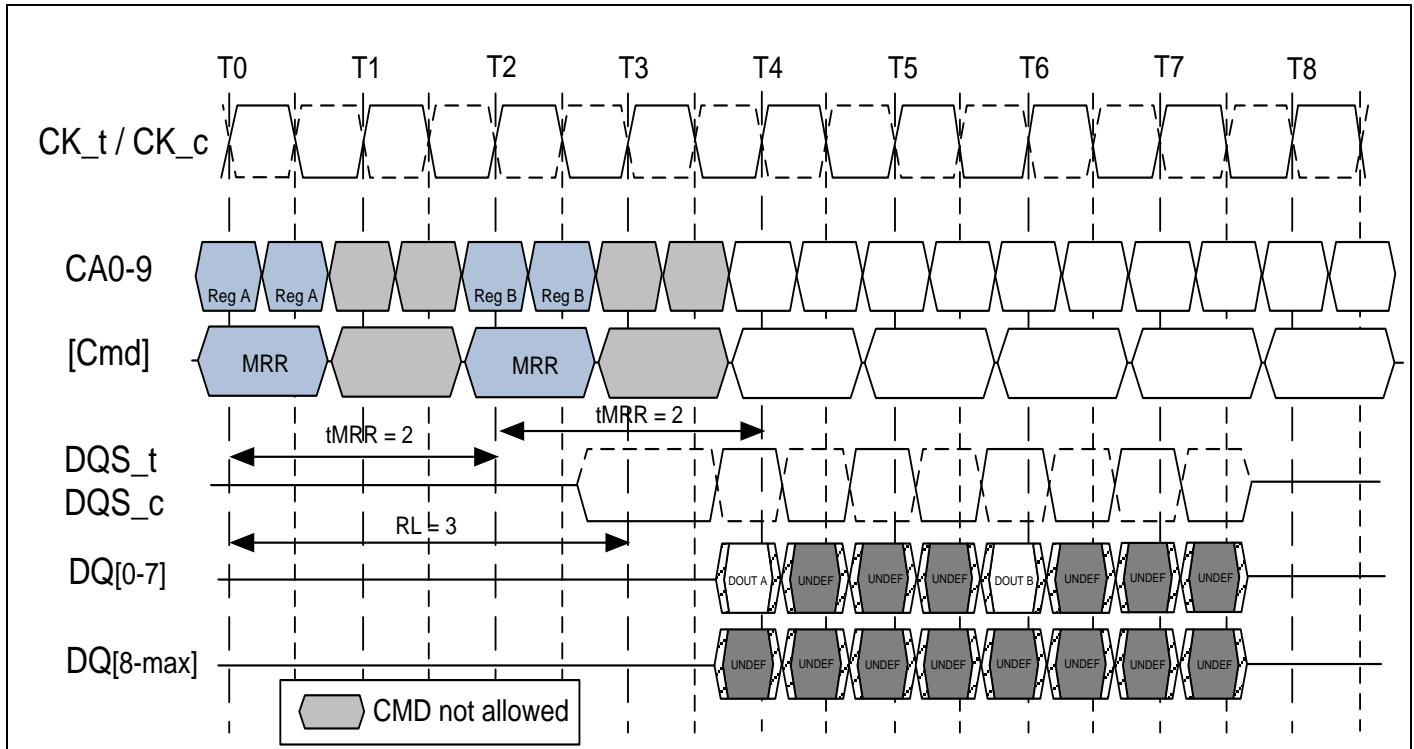 T0 T1 T2 T3 T4 T5 T6 T7 T8
CK_t / CK_c
CA0-9
Reg A Reg A Reg B Reg B
[Cmd]
MRR MRR
tMRR = 2
tMRR = 2
DQS_t
DQS_c
RL = 3
DQ[0-7]
DOUT A UNDEF UNDEF UNDEF DOUT B UNDEF UNDEF UNDEF
DQ[8-max]
UNDEF UNDEF UNDEF UNDEF UNDEF UNDEF UNDEF UNDEF
CMD not allowed